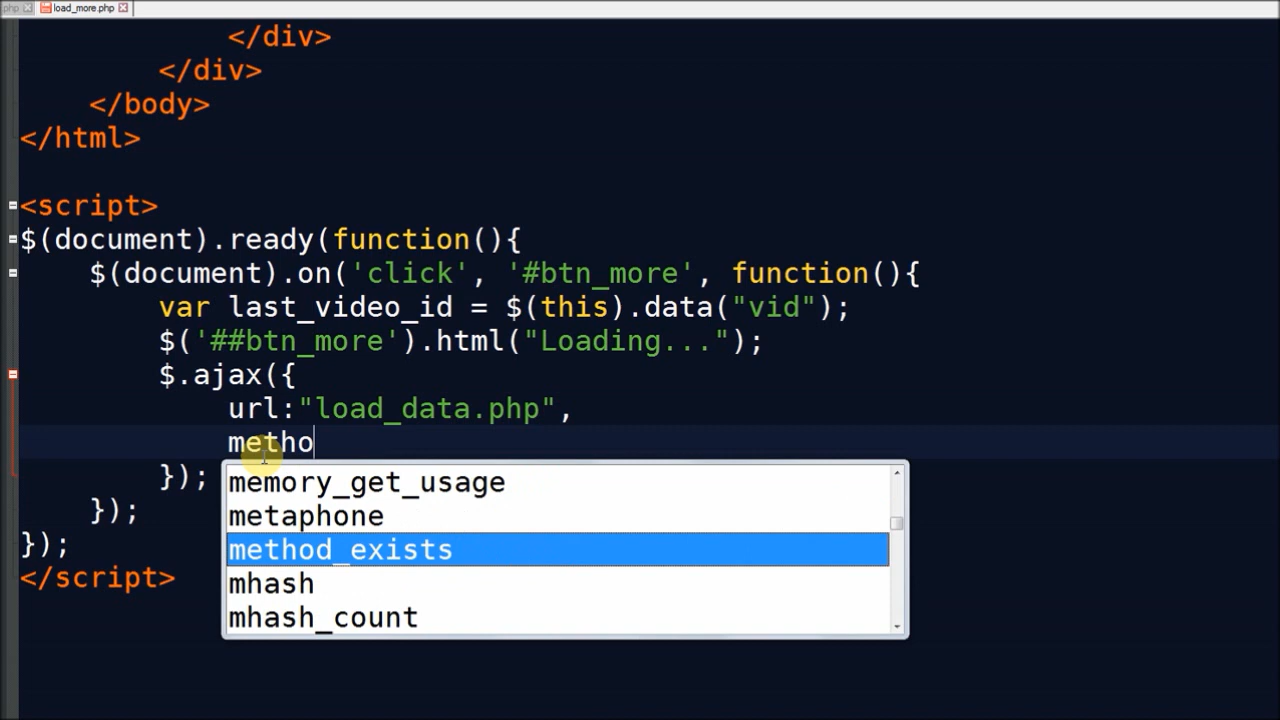 php load_more.php
</div>
</div>
</body>
</html>
<script>
$(document).ready(function(){
$(document).on('click', '#btn_more', function(){
var last_video_id = $(this).data("vid");
$('##btn_more').html("Loading...");
$.ajax({
url:"load_data.php",
metho
});
});
});
</script>
memory_get_usage
metaphone
method_exists
mhash
mhash_count